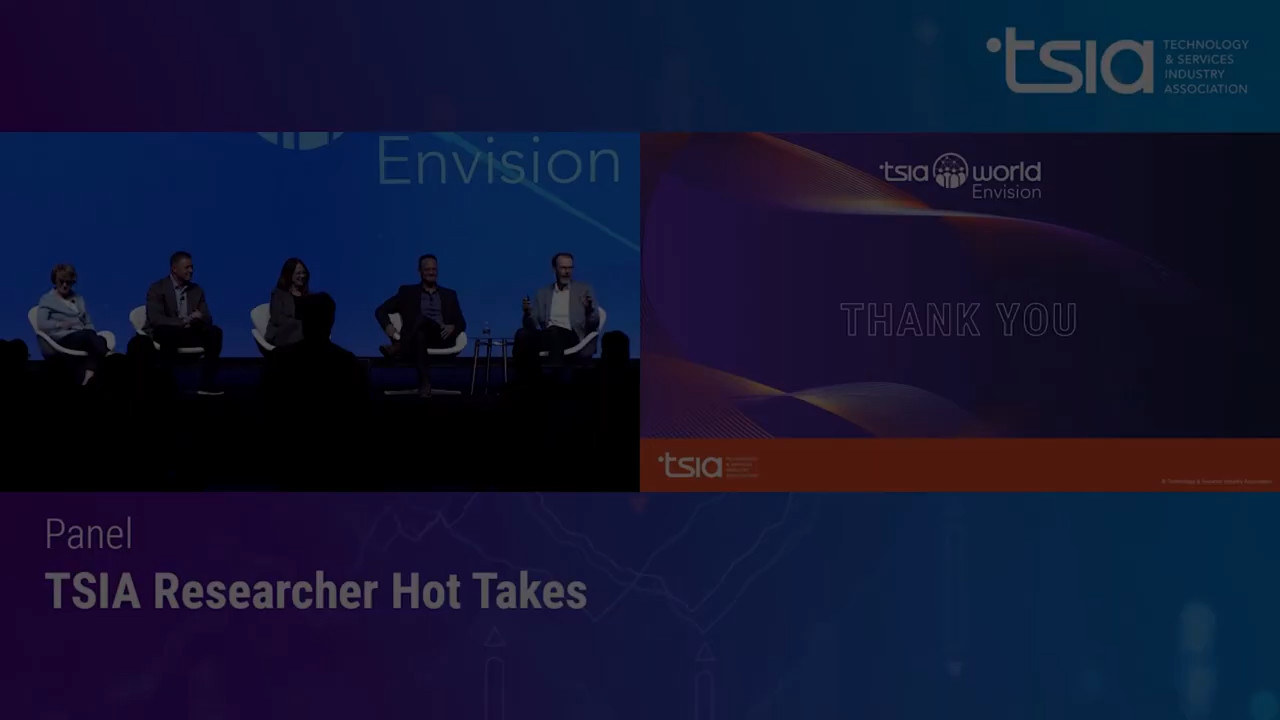 tsia TECHNOLOGY
& SERVICES
INDUSTRY
ASSOCIATION
Envision
tsia world
Envision
THANK YOU
tsia
Panel
TSIA Researcher Hot Takes